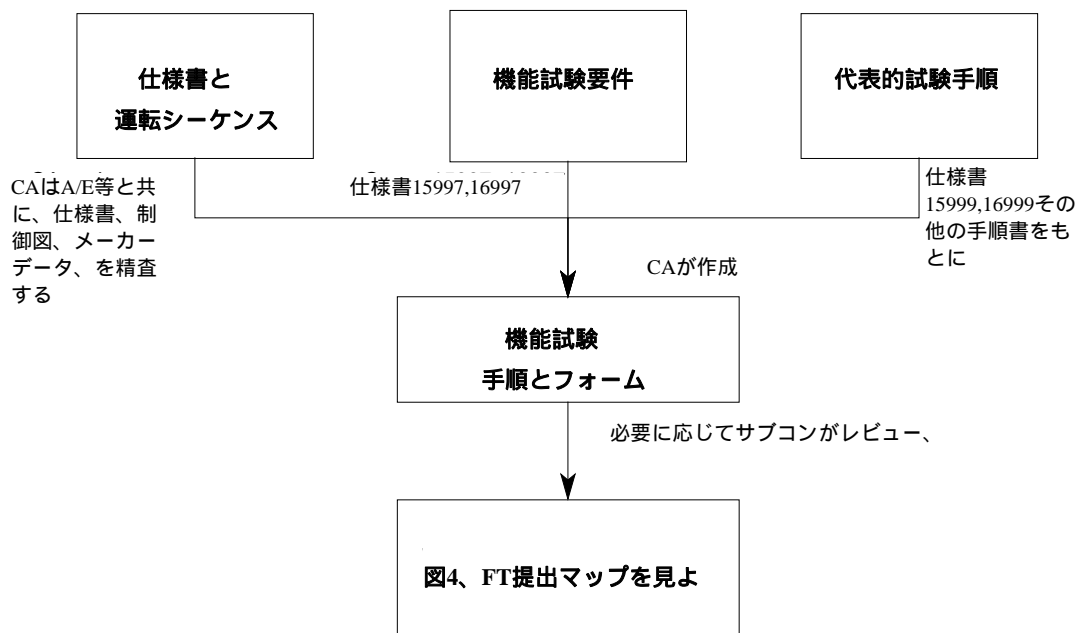 仕様書と
運転シーケンス
機能試験要件
代表的試験手順
CAはA/E等と共
に、仕様書、制
御図、メーカー
データ、を精査
する
仕様書15997,16997
仕様書
15999,16999その
他の手順書をも
とに
CAが作成
機能試験
手順とフォーム
必要に応じてサブコンがレビュー、
図4、FT提出マップを見よ